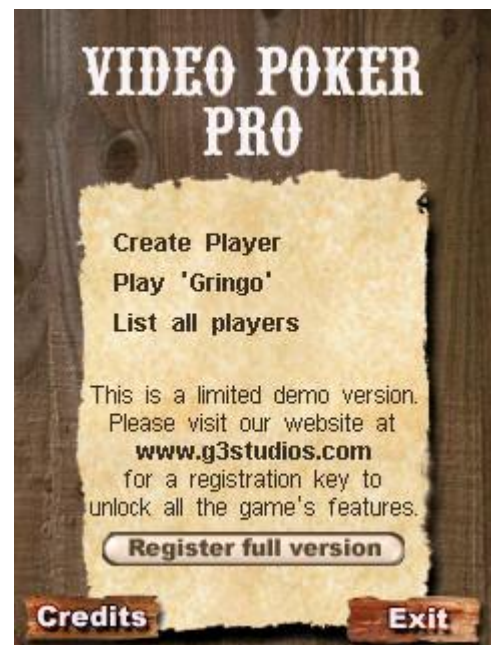 VIDEO POKER
PRO
Create Player
Play 'Gringo'
List all players
This is a limited demo version.
Please visit our website at
www.g3studios.com
for a registration key to
unlock all the game's features.
Register full version
Credits
Exit